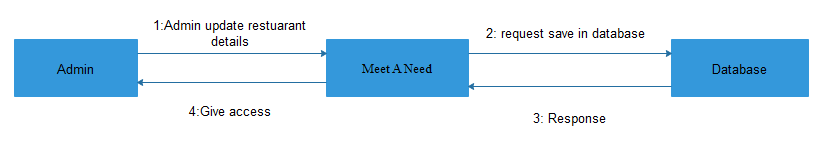 1:Admin update restuarant
details
2: request save in database
Admin
Meet A Need
Database
4:Give access
3: Response